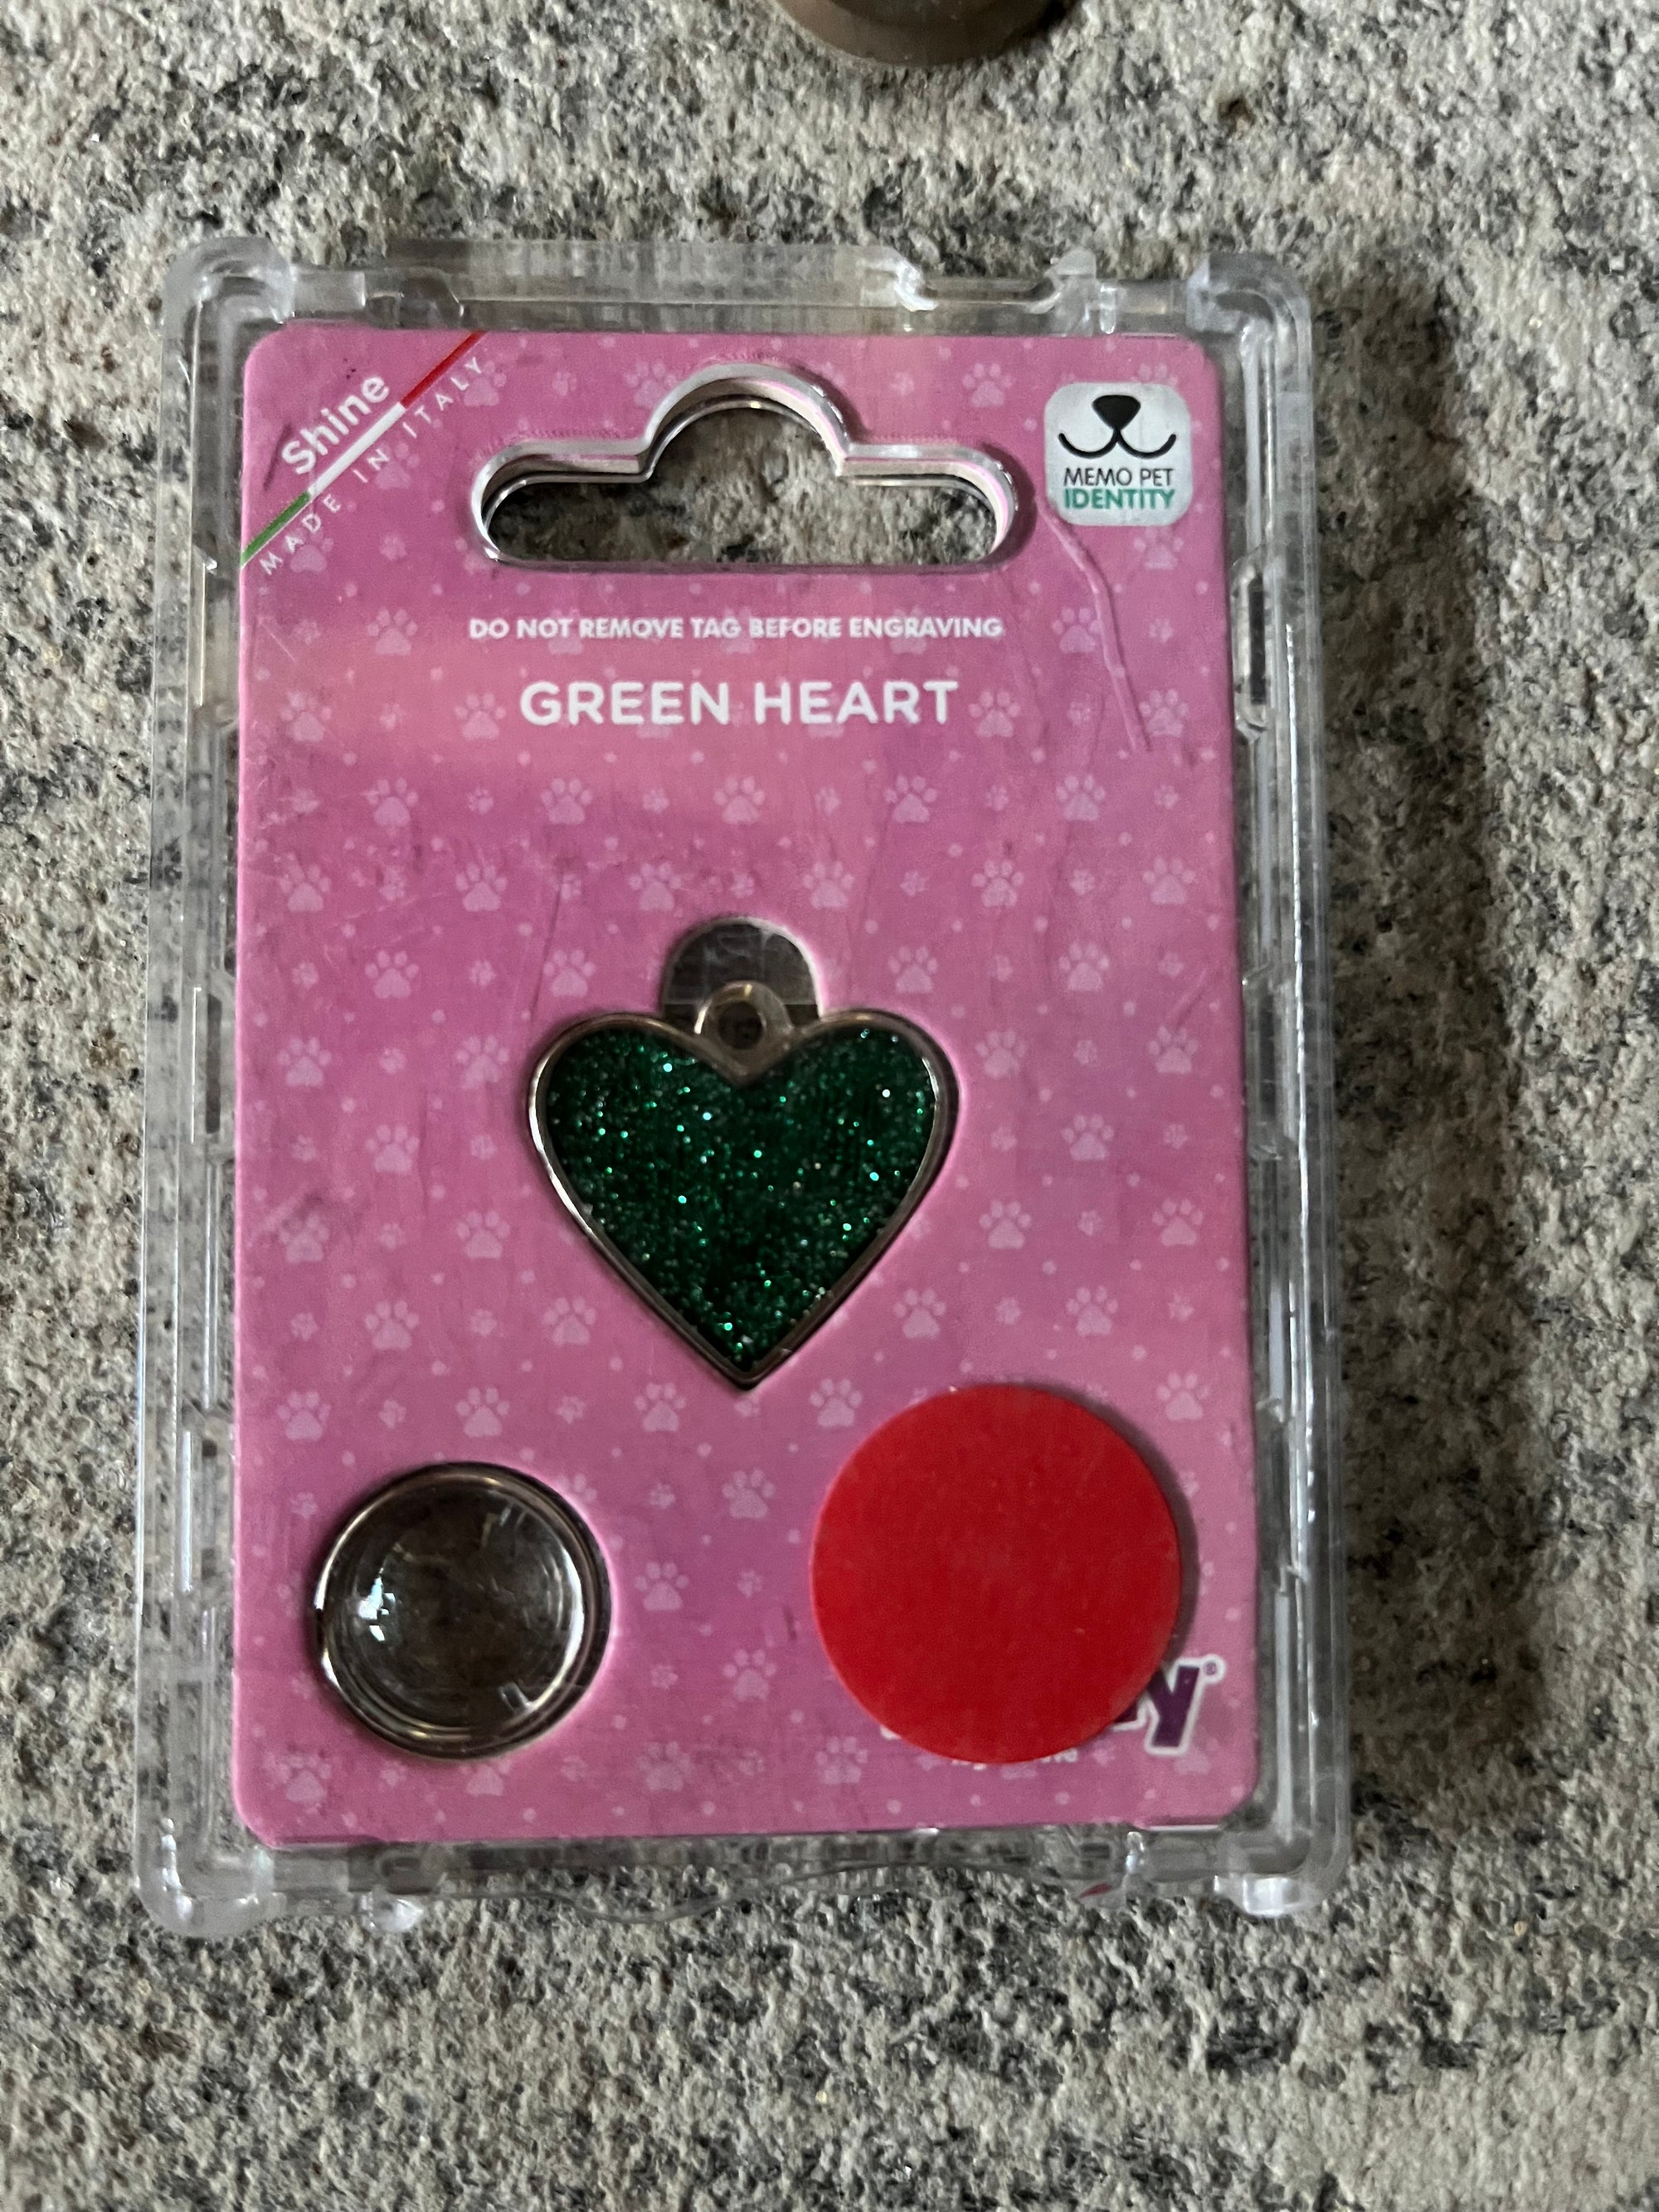 Shine
MADE IN ITALY
MEMO PET
IDENTITY
DO NOT REMOVE TAG BEFORE ENGRAVING
GREEN HEART